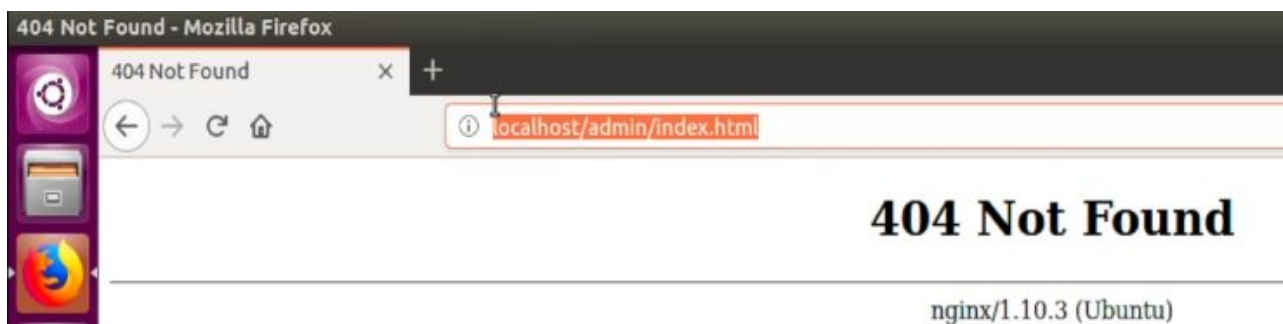 404 Not Found - Mozilla Firefox
404 Not Found
localhost/admin/index.html
404 Not Found
nginx/1.10.3 (Ubuntu)